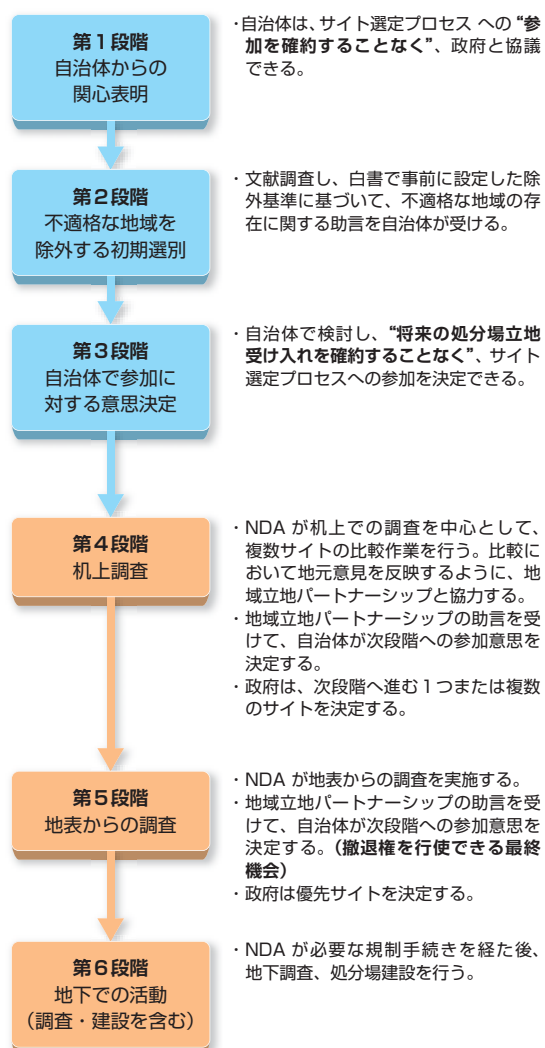 第1段階
自治体からの
関心表明
・自治体は、サイト選定プロセス への “参
加を確約することなく”、政府と協議
できる。
第2段階
不適格な地域を
除外する初期選別
・文献調査し、白書で事前に設定した除
外基準に基づいて、不適格な地域の存
在に関する助言を自治体が受ける。
第3段階
自治体で参加に
対する意思決定
・自治体で検討し、“将来の処分場立地
受け入れを確約することなく”、サイト
選定プロセスへの参加を決定できる。
第4段階
机上調査
・NDA が机上での調査を中心として、
複数サイトの比較作業を行う。比較に
おいて地元意見を反映するように、地
域立地パートナーシップと協力する。
・地域立地パートナーシップの助言を受
けて、自治体が次段階への参加意思を
決定する。
・政府は、次段階へ進む1つまたは複数
のサイトを決定する。
第5段階
地表からの調査
・NDA が地表からの調査を実施する。
・地域立地パートナーシップの助言を受
けて、自治体が次段階への参加意思を
決定する。(撤退権を行使できる最終
機会)
・政府は優先サイトを決定する。
第6段階
地下での活動
(調査・建設を含む)
・NDA が必要な規制手続きを経た後、
地下調査、処分場建設を行う。